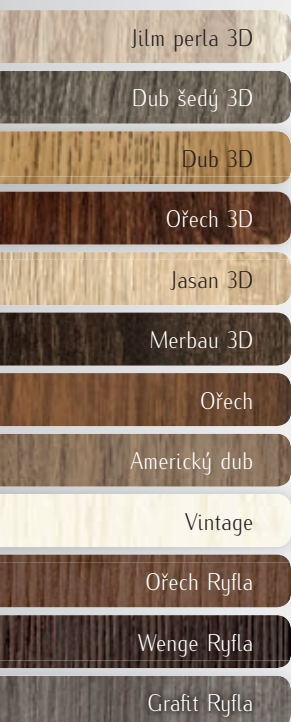 Jilm perla 3D
Dub šedý 3D
Dub 3D
Ořech 3D
Jasan 3D
Merbau 3D
Ořech
Americký dub
Vintage
Ořech Ryfla
Wenge Ryfla
Grafit Ryfla